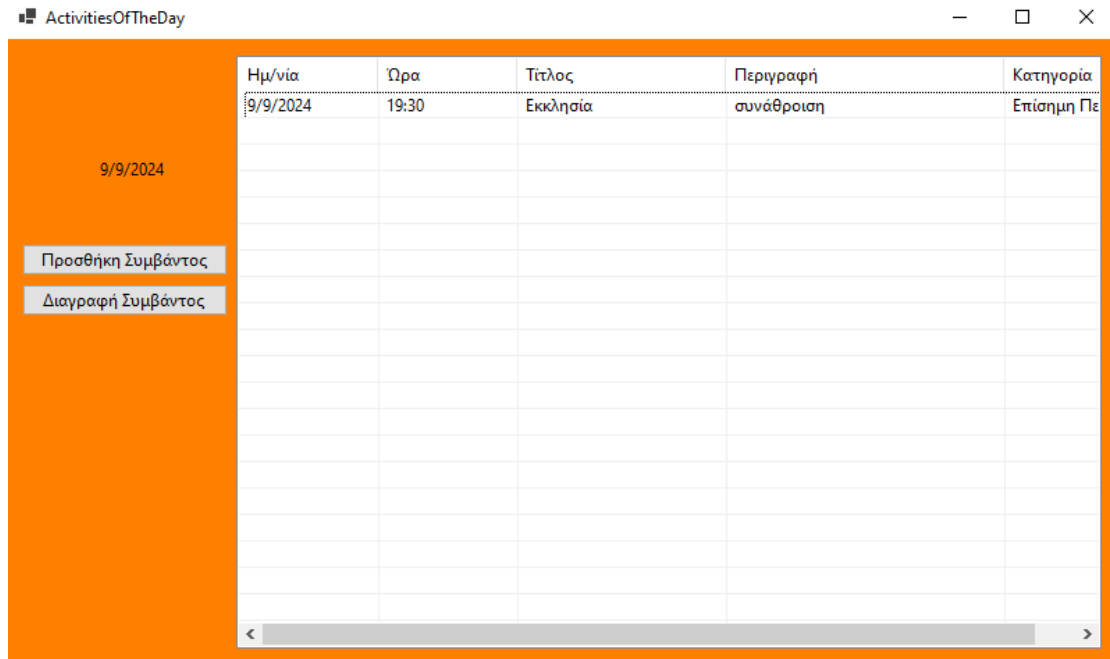 ActivitiesOfTheDay
Ημ/νία Ώρα Τίτλος Περιγραφή Κατηγορία
9/9/2024 19:30 Εκκλησία συνάθροιση Επίσημη Πε
9/9/2024
Προσθήκη Συμβάντος
Διαγραφή Συμβάντος